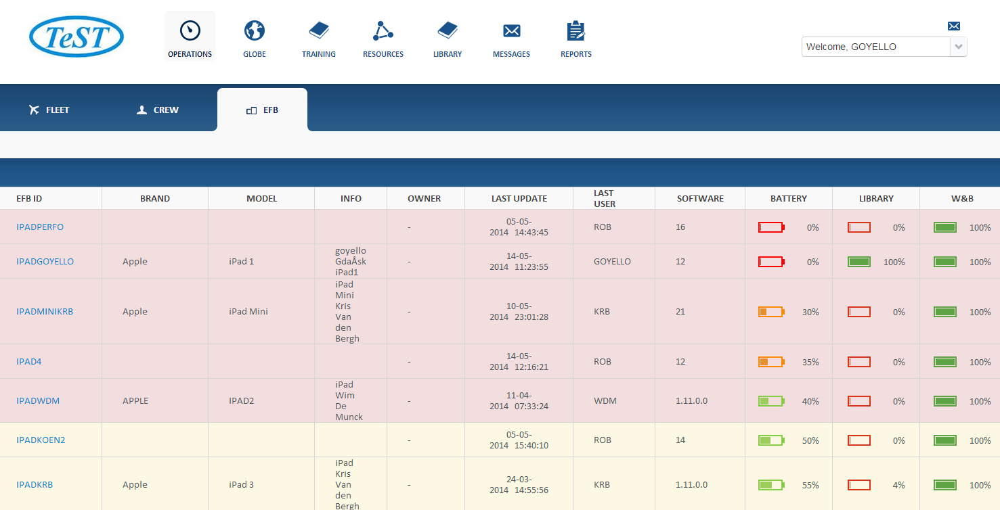 TeST
OPERATIONS
GLOBE
TRAINING
RESOURCES
LIBRARY
MESSAGES
REPORTS
Welcome, GOYELLO
FLEET
CREW
EFB
EFB ID
BRAND
MODEL
INFO
OWNER
LAST UPDATE
LAST
USER
SOFTWARE
BATTERY
LIBRARY
W&B
IPADPERFO
-
05-05-
2014 14:43:45
ROB
16
0%
0%
100%
IPADGOYELLO
Apple
iPad 1
goyello
GdaÅsk
iPad1
-
14-05-
2014 11:23:55
GOYELLO
12
0%
100%
100%
IPADMINIKRB
Apple
iPad Mini
iPad
Mini
Kris
Van
den
Bergh
-
10-05-
2014 23:01:28
KRB
21
30%
0%
100%
IPAD4
-
14-05-
2014 12:16:21
ROB
12
35%
0%
100%
IPADWDM
APPLE
IPAD2
iPad
Wim
De
Munck
-
11-04-
2014 07:33:24
WDM
1.11.0.0
40%
0%
100%
IPADKOEN2
-
05-05-
2014 15:40:10
ROB
14
50%
0%
100%
IPADKRB
Apple
iPad 3
iPad
Kris
Van
den
Bergh
-
24-03-
2014 14:55:56
KRB
1.11.0.0
55%
4%
100%